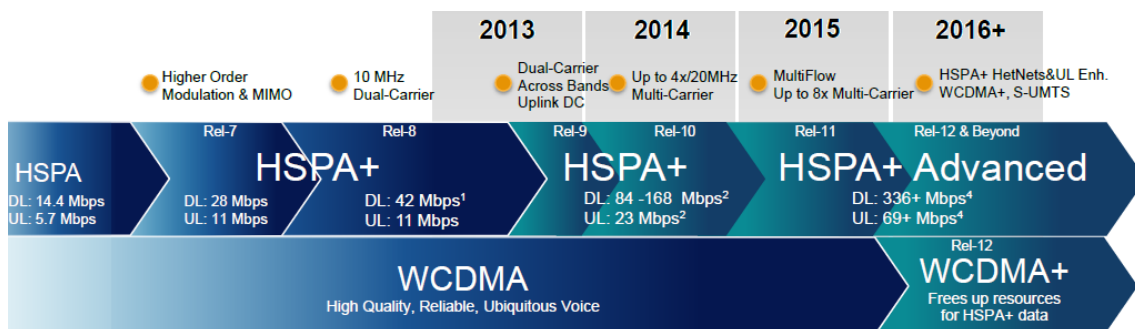 2013
2014
2015
2016+
Higher Order
Modulation & MIMO
10 MHz
Dual-Carrier
Dual-Carrier
Across Bands
Uplink DC
Up to 4x/20MHz
Multi-Carrier
MultiFlow
Up to 8x Multi-Carrier
HSPA+ HetNets&UL Enh.
WCDMA+, S-UMTS
HSPA
DL: 14.4 Mbps
UL: 5.7 Mbps
Rel-7
Rel-8
HSPA+
DL: 28 Mbps
UL: 11 Mbps
DL: 42 Mbps¹
UL: 11 Mbps
Rel-9
Rel-10
HSPA+
DL: 84 -168 Mbps²
UL: 23 Mbps²
Rel-11
Rel-12 & Beyond
HSPA+ Advanced
DL: 336+ Mbps⁴
UL: 69+ Mbps⁴
WCDMA
High Quality, Reliable, Ubiquitous Voice
Rel-12
WCDMA+
Frees up resources
for HSPA+ data